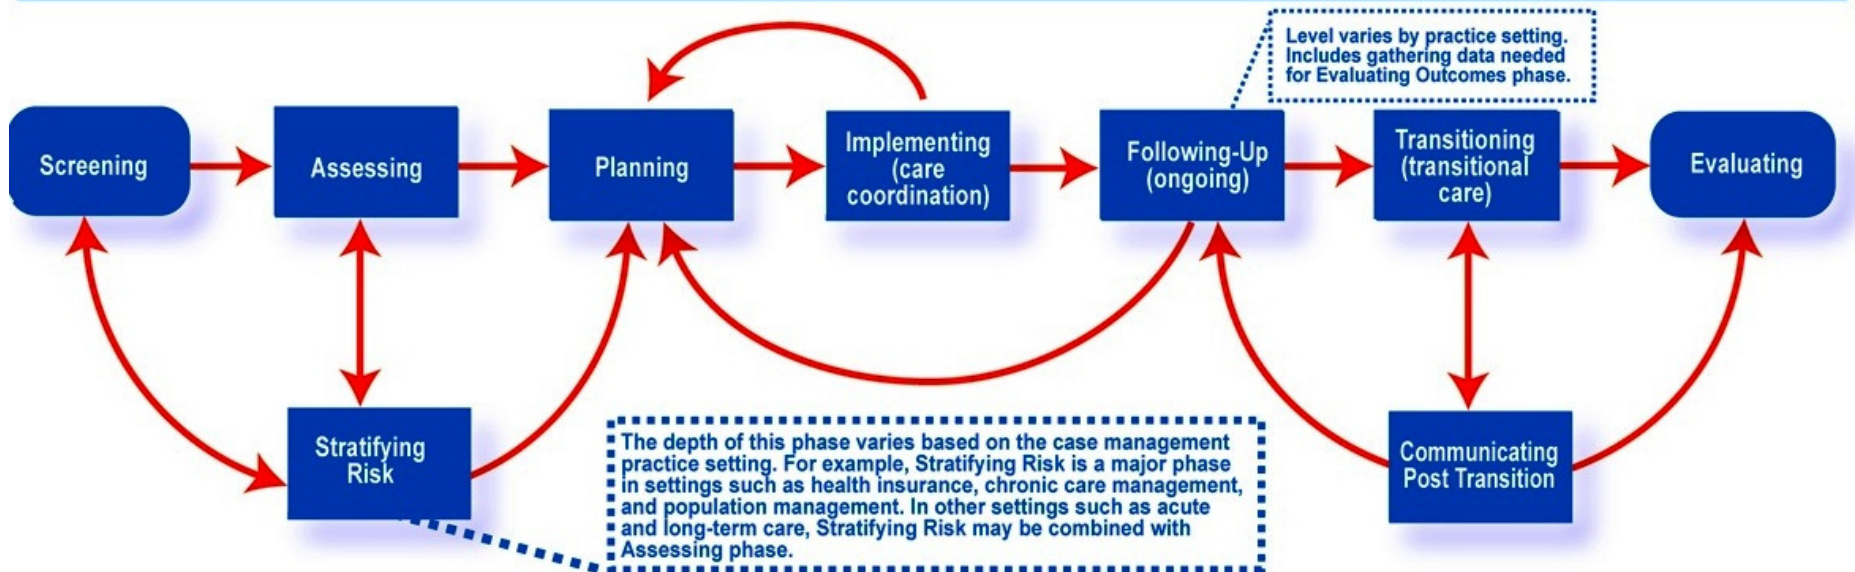 Level varies by practice setting.
Includes gathering data needed
for Evaluating Outcomes phase.
Screening
Assessing
Planning
Implementing
(care
coordination)
Following-Up
(ongoing)
Transitioning
(transitional
care)
Evaluating
Stratifying
Risk
The depth of this phase varies based on the case management
practice setting. For example, Stratifying Risk is a major phase
in settings such as health insurance, chronic care management,
and population management. In other settings such as acute
and long-term care, Stratifying Risk may be combined with
Assessing phase.
Communicating
Post Transition